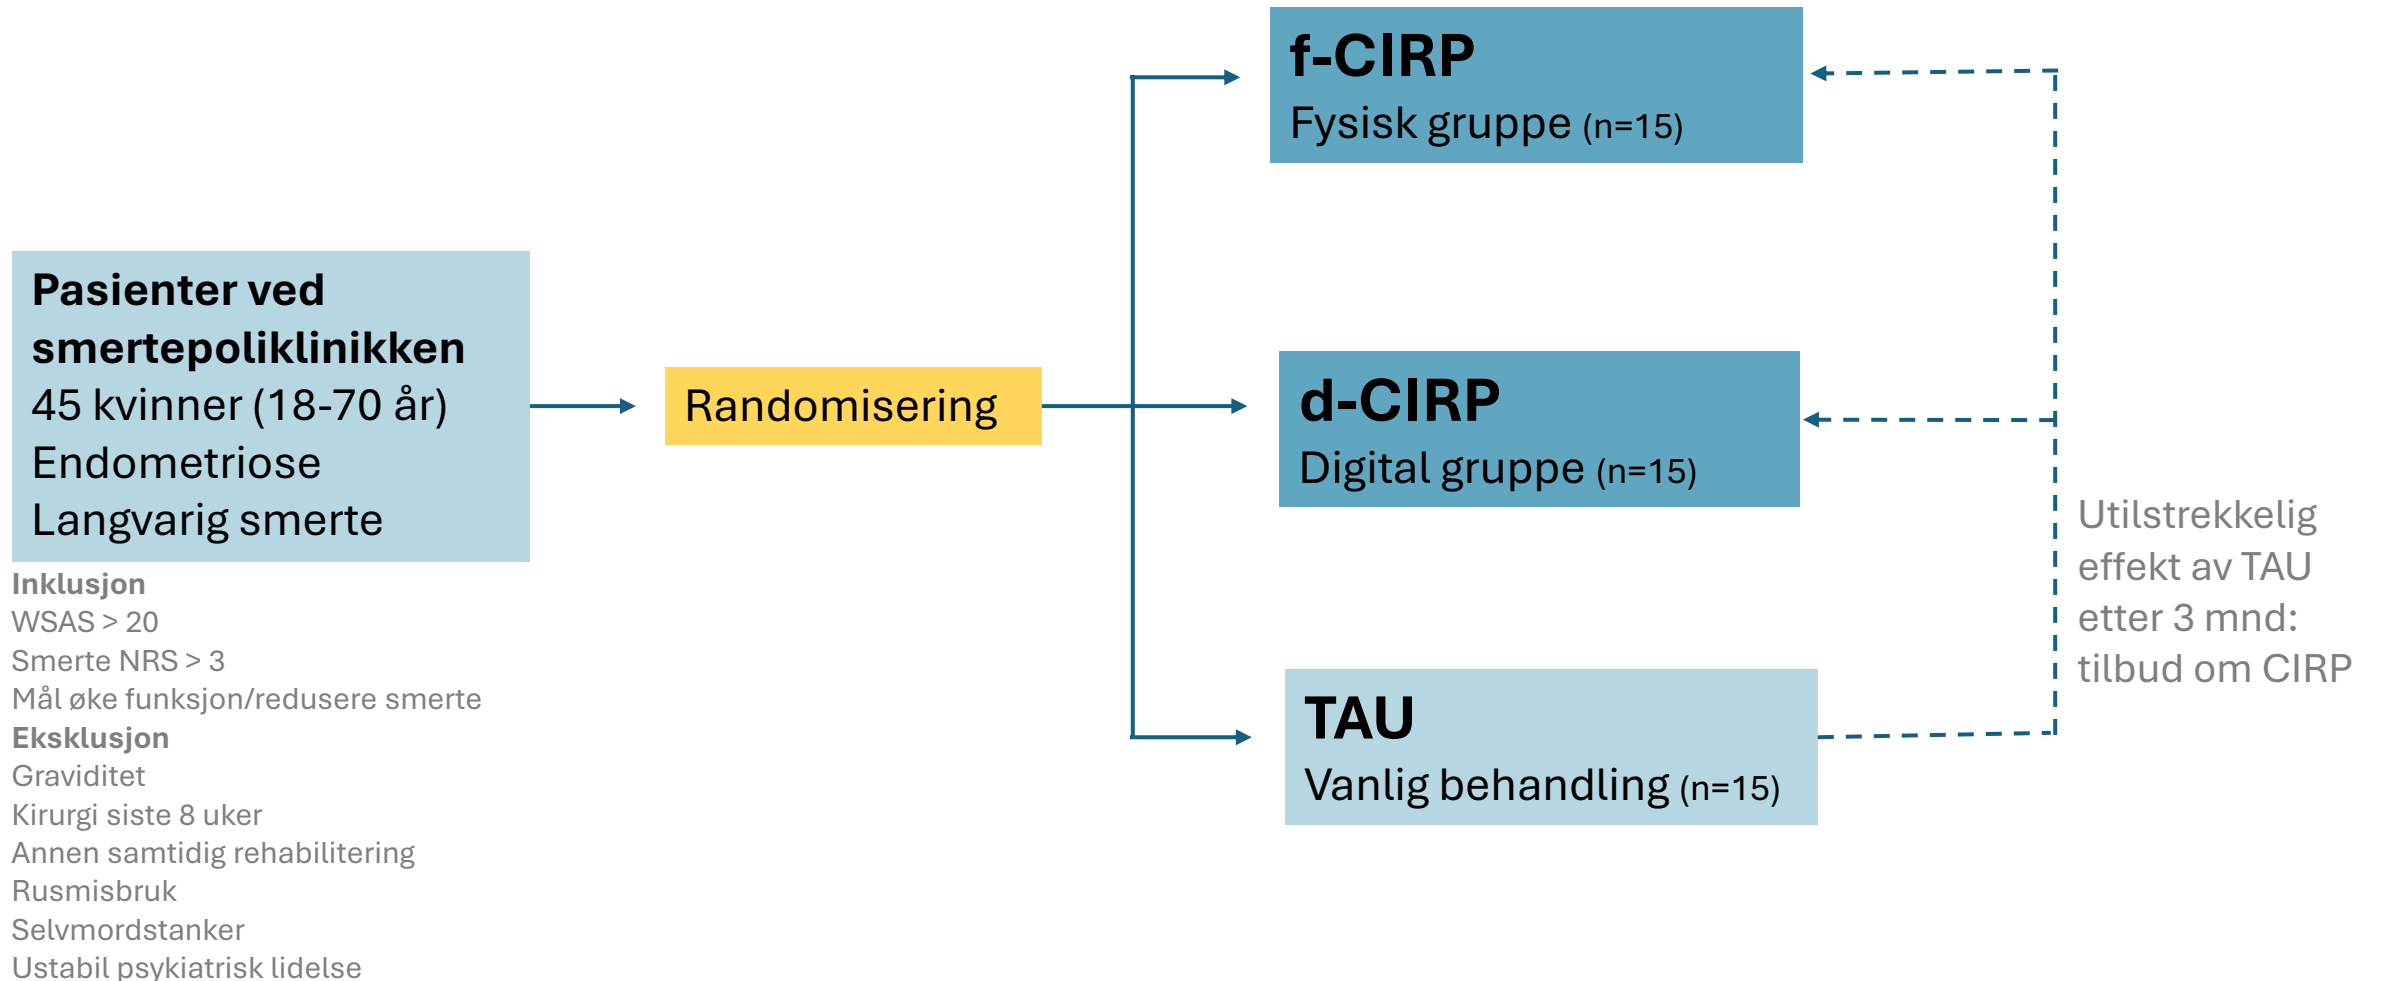 Pasienter ved
smertepoliklinikken
45 kvinner (18-70 år)
Endometriose
Langvarig smerte
Inklusjon
WSAS > 20
Smerte NRS > 3
Mål øke funksjon/redusere smerte
Eksklusjon
Graviditet
Kirurgi siste 8 uker
Annen samtidig rehabilitering
Rusmisbruk
Selvmordstanker
Ustabil psykiatrisk lidelse
Randomisering
f-CIRP
Fysisk gruppe (n=15)
d-CIRP
Digital gruppe (n=15)
TAU
Vanlig behandling (n=15)
Utilstrekkelig
effekt av TAU
etter 3 mnd:
tilbud om CIRP